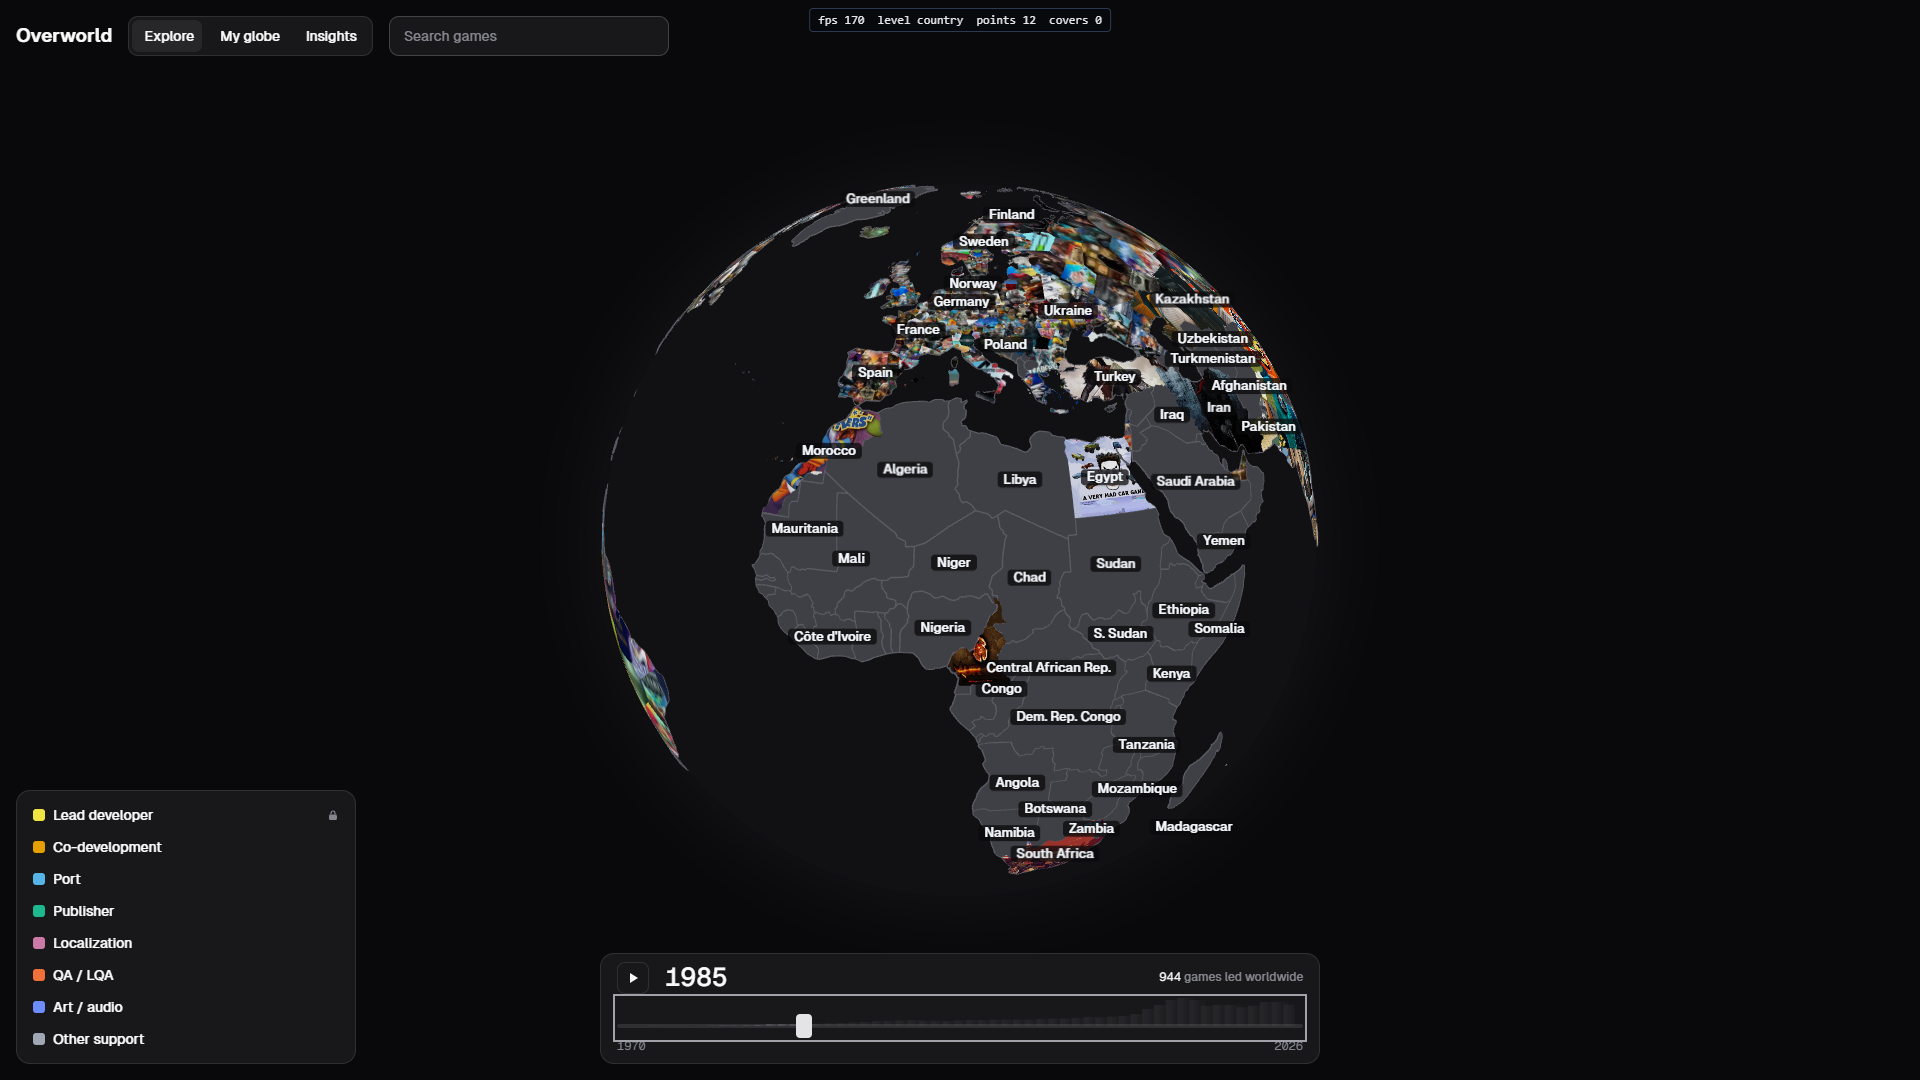 Overworld
Explore
My globe
Insights
Search games
fps 170 level country points 12 covers 0
Greenland
Finland
Sweden
Norway
Germany
Kazakhstan
Ukraine
France
Uzbekistan
Poland
Turkmenistan
Spain
Turkey
Afghanistan
Iran
Iraq
Pakistan
Morocco
Algeria
Libya
Egypt
Saudi Arabia
A VERY MAD CAR GAME
Mauritania
Yemen
Mali
Niger
Sudan
Chad
Ethiopia
Nigeria
Somalia
Côte d'Ivoire
S. Sudan
Central African Rep.
Kenya
Congo
Dem. Rep. Congo
Tanzania
Angola
Mozambique
Botswana
Namibia
Zambia
Madagascar
South Africa
Lead developer
Co-development
Port
Publisher
Localization
QA / LQA
Art / audio
Other support
1985
944 games led worldwide
1970
2026